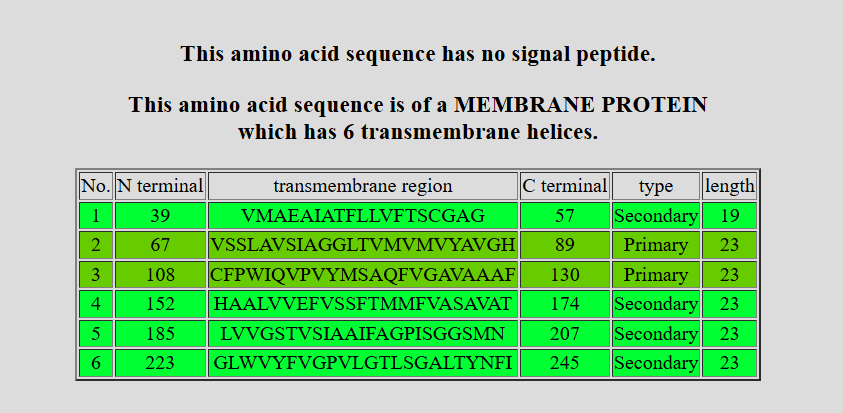 This amino acid sequence has no signal peptide.
This amino acid sequence is of a MEMBRANE PROTEIN
which has 6 transmembrane helices.
No. N terminal transmembrane region C terminal type length
1 39 VMAEAIATFLLVFTSCGAG 57 Secondary 19
2 67 VSSLAVSIAGGLTVMVMVYAVGH 89 Primary 23
3 108 CFPWIQVPVYMSAQFVGAVAAAF 130 Primary 23
4 152 HAALVVEFVSSFTMMFVASAVAT 174 Secondary 23
5 185 LVVGSTVSIAAIFAGPISGGSMN 207 Secondary 23
6 223 GLWVYFVGPVLGTLSGALTYNFI 245 Secondary 23